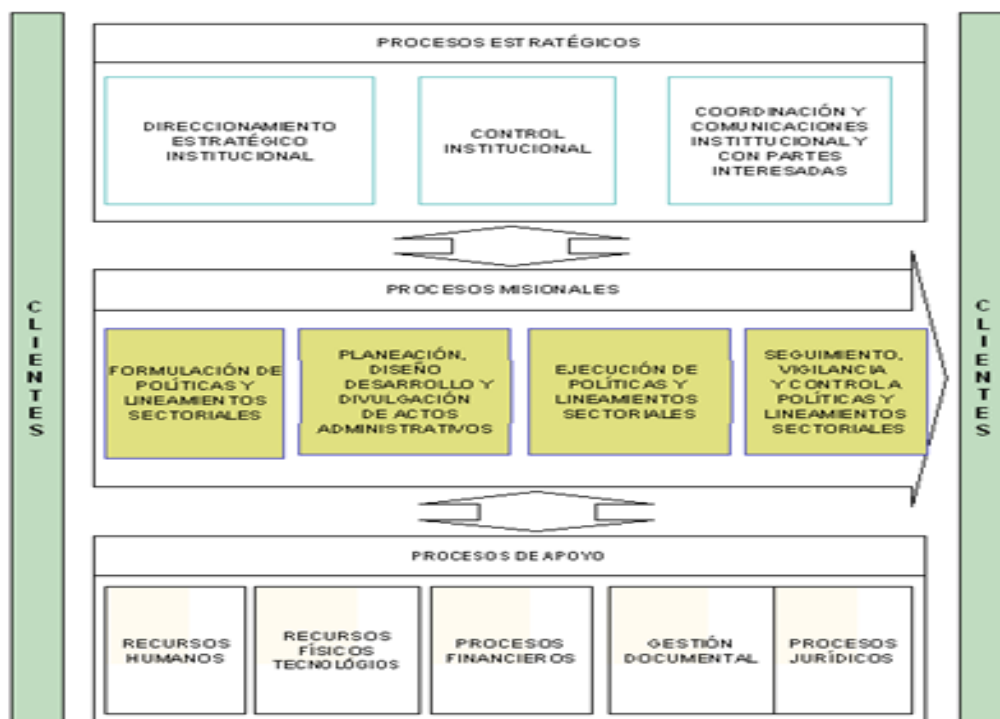 PROCESOS ESTRATÉGICOS
DIRECCIONAMIENTO
ESTRATÉGICO
INSTITUCIONAL
CONTROL
INSTITUCIONAL
COORDINACIÓN Y
COMUNICACIONES
INSTITTUCIONAL Y
CON PARTES
INTERESADAS
CLIENTES
PROCESOS MISIONALES
FORMULACIÓN DE
POLÍTICAS Y
LINEAMIENTOS
SECTORIALES
PLANEACIÓN,
DISEÑO
DESARROLLO Y
DIVULGACIÓN
DE ACTOS
ADMINISTRATIVOS
EJECUCIÓN DE
POLÍTICAS Y
LINEAMIENTOS
SECTORIALES
SEGUIMIENTO,
VIGILANCIA
Y CONTROL A
POLÍTICAS Y
LINEAMIENTOS
SECTORIALES
CLIENTES
PROCESOS DE APOYO
RECURSOS
HUMANOS
RECURSOS
FÍSICOS
TECNOLÓGIOS
PROCESOS
FINANCIEROS
GESTIÓN
DOCUMENTAL
PROCESOS
JURÍDICOS